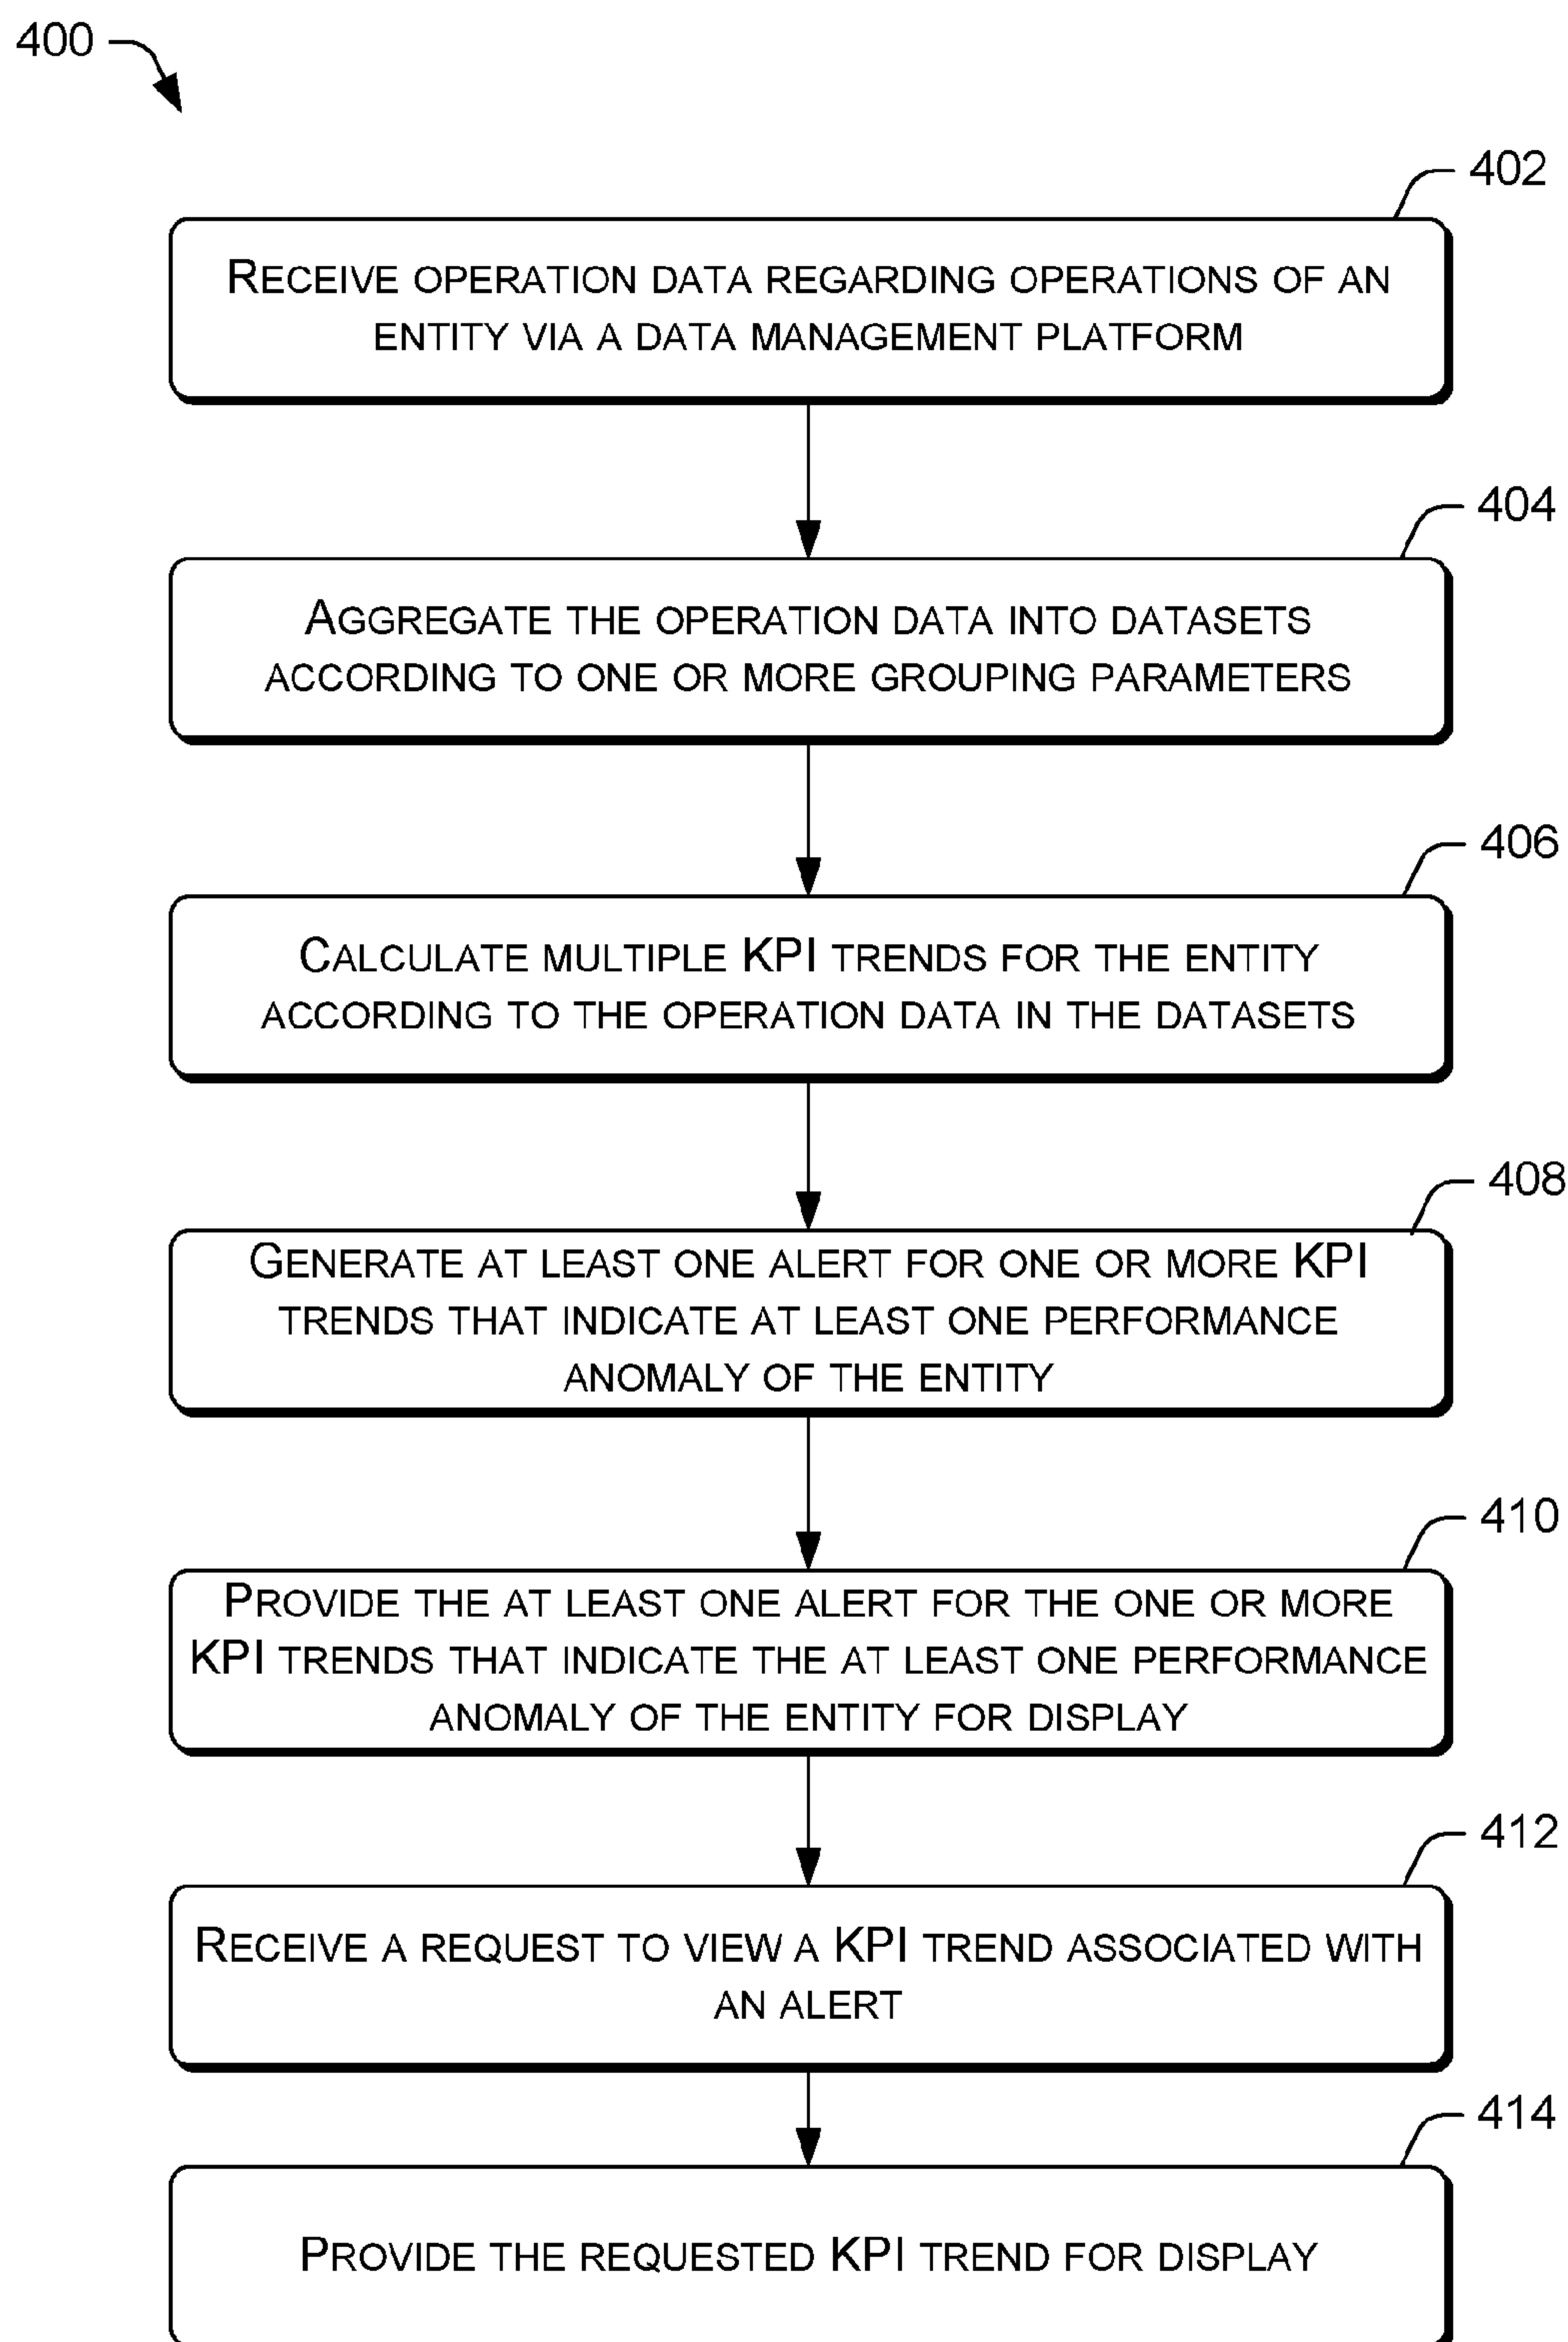 400
402
Receive operation data regarding operations of an
entity via a data management platform
404
Aggregate the operation data into datasets
according to one or more grouping parameters
406
Calculate multiple KPI trends for the entity
according to the operation data in the datasets
408
Generate at least one alert for one or more KPI
trends that indicate at least one performance
anomaly of the entity
410
Provide the at least one alert for the one or more
KPI trends that indicate the at least one performance
anomaly of the entity for display
412
Receive a request to view a KPI trend associated with
an alert
414
Provide the requested KPI trend for display